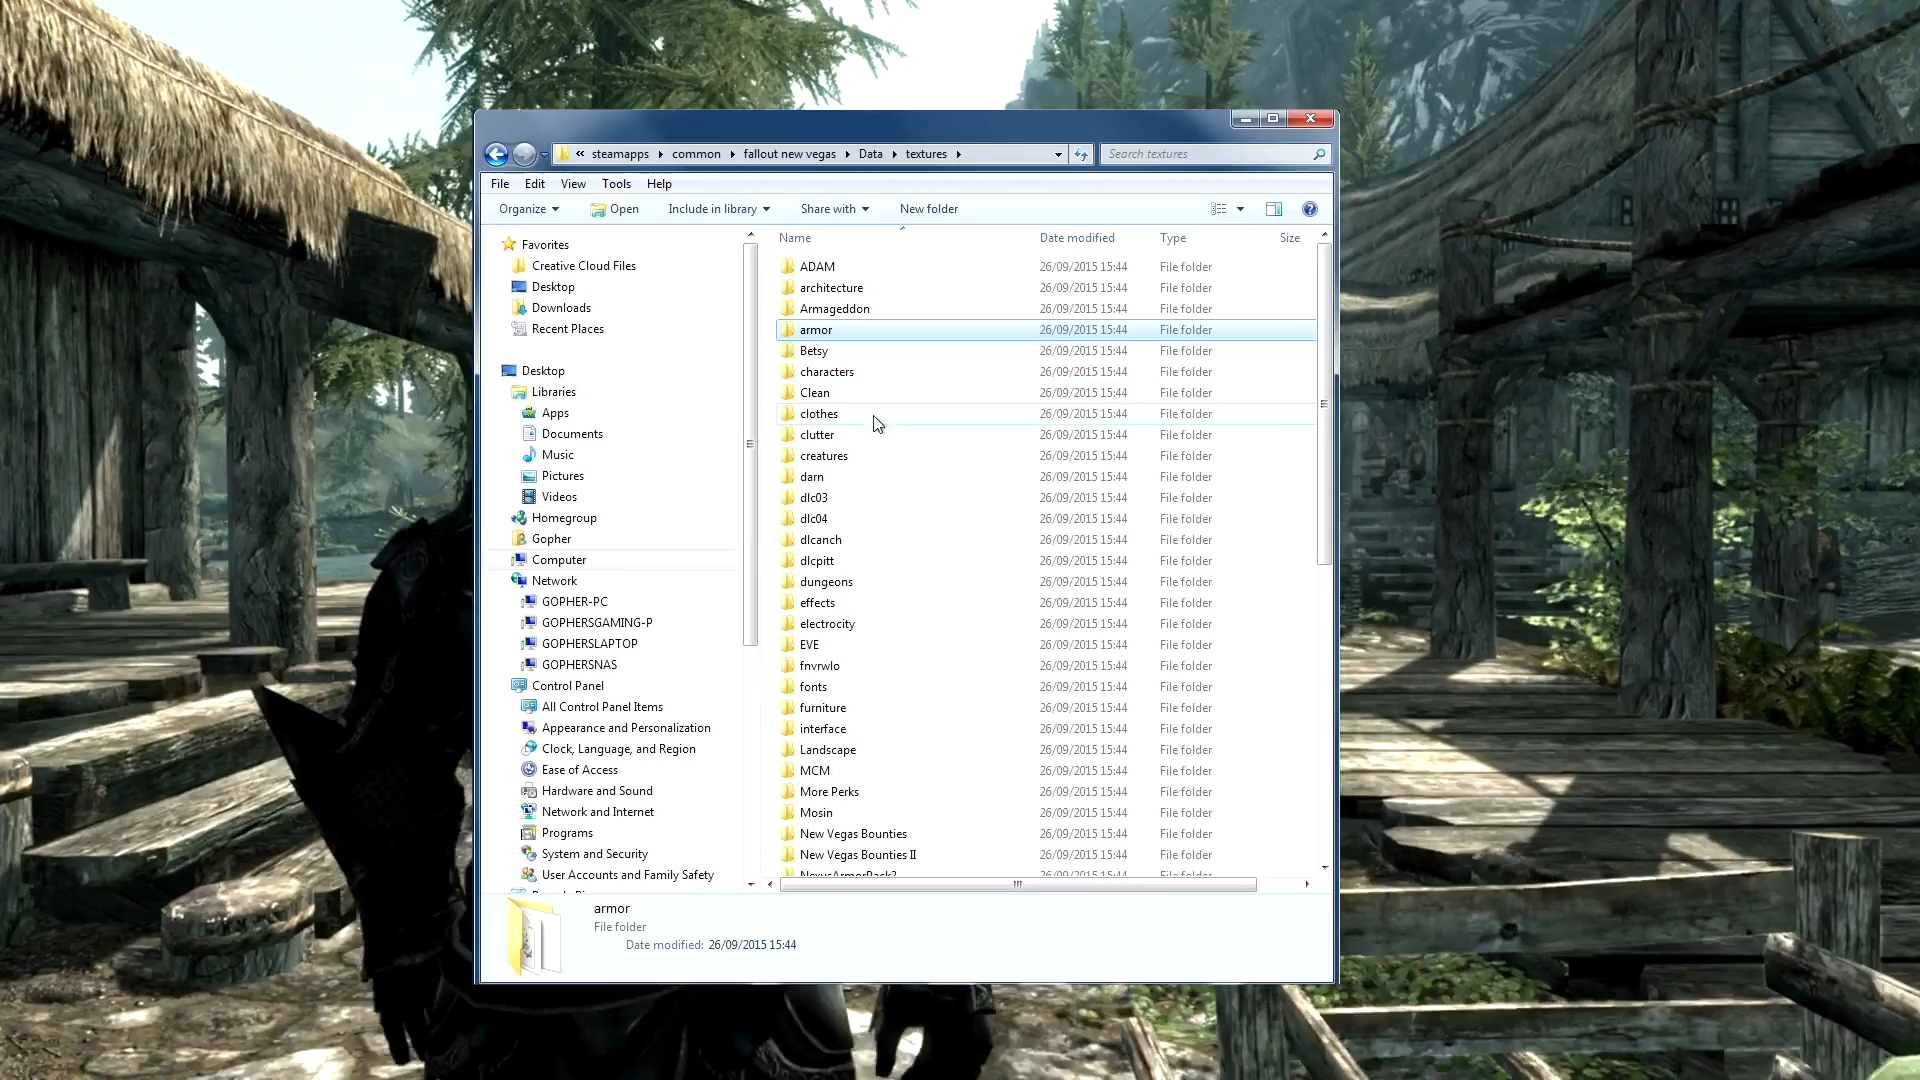 « steamapps ▸ common ▸ fallout new vegas ▸ Data ▸ textures ▸
Search textures
File Edit View Tools Help
Organize Open Include in library Share with New folder
Favorites
Creative Cloud Files
Desktop
Downloads
Recent Places
Desktop
Libraries
Apps
Documents
Music
Pictures
Videos
Homegroup
Gopher
Computer
Network
GOPHER-PC
GOPHERSGAMING-P
GOPHERSLAPTOP
GOPHERSNAS
Control Panel
All Control Panel Items
Appearance and Personalization
Clock, Language, and Region
Ease of Access
Hardware and Sound
Network and Internet
Programs
System and Security
User Accounts and Family Safety
Name Date modified Type Size
ADAM 26/09/2015 15:44 File folder
architecture 26/09/2015 15:44 File folder
Armageddon 26/09/2015 15:44 File folder
armor 26/09/2015 15:44 File folder
Betsy 26/09/2015 15:44 File folder
characters 26/09/2015 15:44 File folder
Clean 26/09/2015 15:44 File folder
clothes 26/09/2015 15:44 File folder
clutter 26/09/2015 15:44 File folder
creatures 26/09/2015 15:44 File folder
darn 26/09/2015 15:44 File folder
dlc03 26/09/2015 15:44 File folder
dlc04 26/09/2015 15:44 File folder
dlcanch 26/09/2015 15:44 File folder
dlcpitt 26/09/2015 15:44 File folder
dungeons 26/09/2015 15:44 File folder
effects 26/09/2015 15:44 File folder
electrocity 26/09/2015 15:44 File folder
EVE 26/09/2015 15:44 File folder
fnvrwlo 26/09/2015 15:44 File folder
fonts 26/09/2015 15:44 File folder
furniture 26/09/2015 15:44 File folder
interface 26/09/2015 15:44 File folder
Landscape 26/09/2015 15:44 File folder
MCM 26/09/2015 15:44 File folder
More Perks 26/09/2015 15:44 File folder
Mosin 26/09/2015 15:44 File folder
New Vegas Bounties 26/09/2015 15:44 File folder
New Vegas Bounties II 26/09/2015 15:44 File folder
NexusArmorPack2 26/09/2015 15:44 File folder
armor
File folder
Date modified: 26/09/2015 15:44